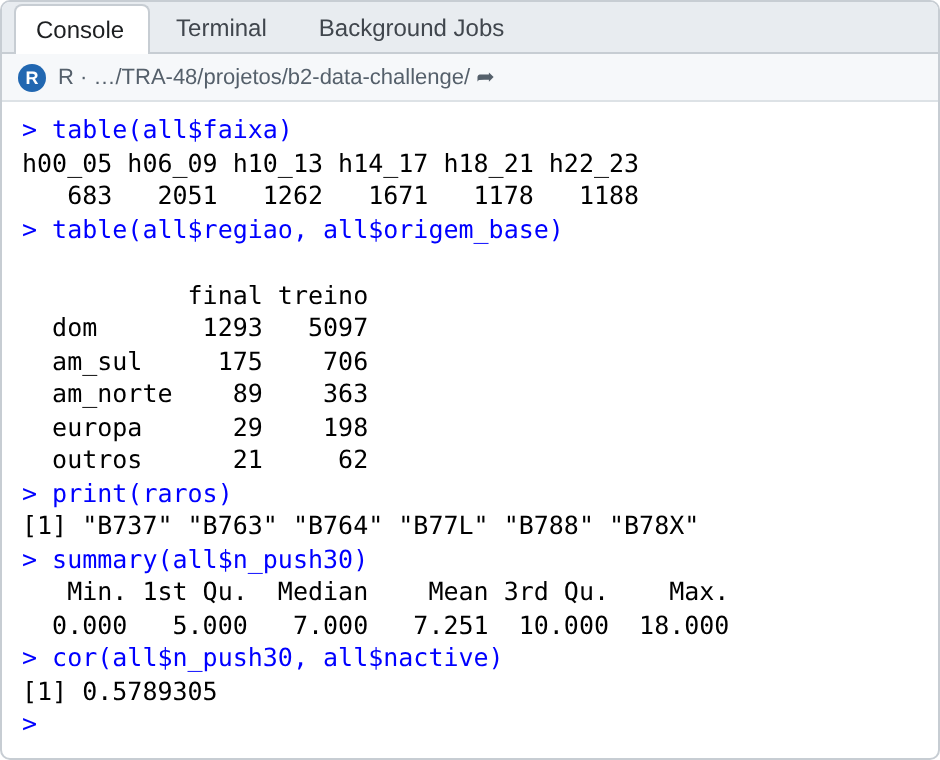 Console Terminal Background Jobs
R R · …/TRA-48/projetos/b2-data-challenge/ ➦
> table(all$faixa)
h00_05 h06_09 h10_13 h14_17 h18_21 h22_23
   683   2051   1262   1671   1178   1188
> table(all$regiao, all$origem_base)
           final treino
  dom       1293   5097
  am_sul     175    706
  am_norte    89    363
  europa      29    198
  outros      21     62
> print(raros)
[1] "B737" "B763" "B764" "B77L" "B788" "B78X"
> summary(all$n_push30)
   Min. 1st Qu.  Median    Mean 3rd Qu.    Max.
  0.000   5.000   7.000   7.251  10.000  18.000
> cor(all$n_push30, all$nactive)
[1] 0.5789305
>